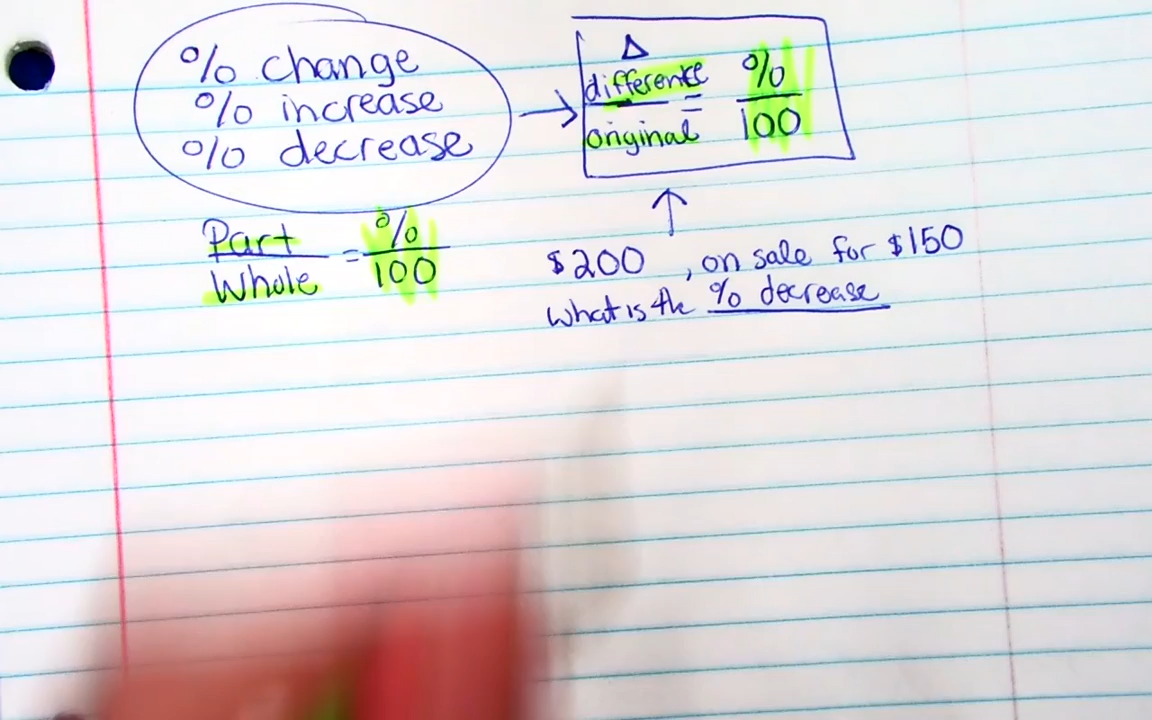 % change
% increase
% decrease
Δ
difference = %
original 100
Part = %
Whole 100
$200 , on sale for $150
What is the % decrease